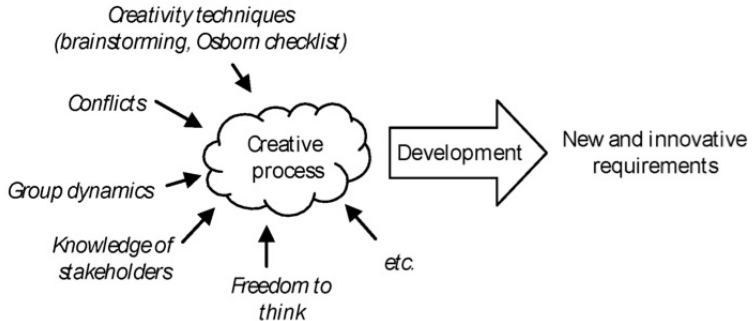 Creativity techniques
(brainstorming, Osborn checklist)
Conflicts
Creative
process
Development
New and innovative
requirements
Group dynamics
Knowledge of
stakeholders
Freedom to
think
etc.